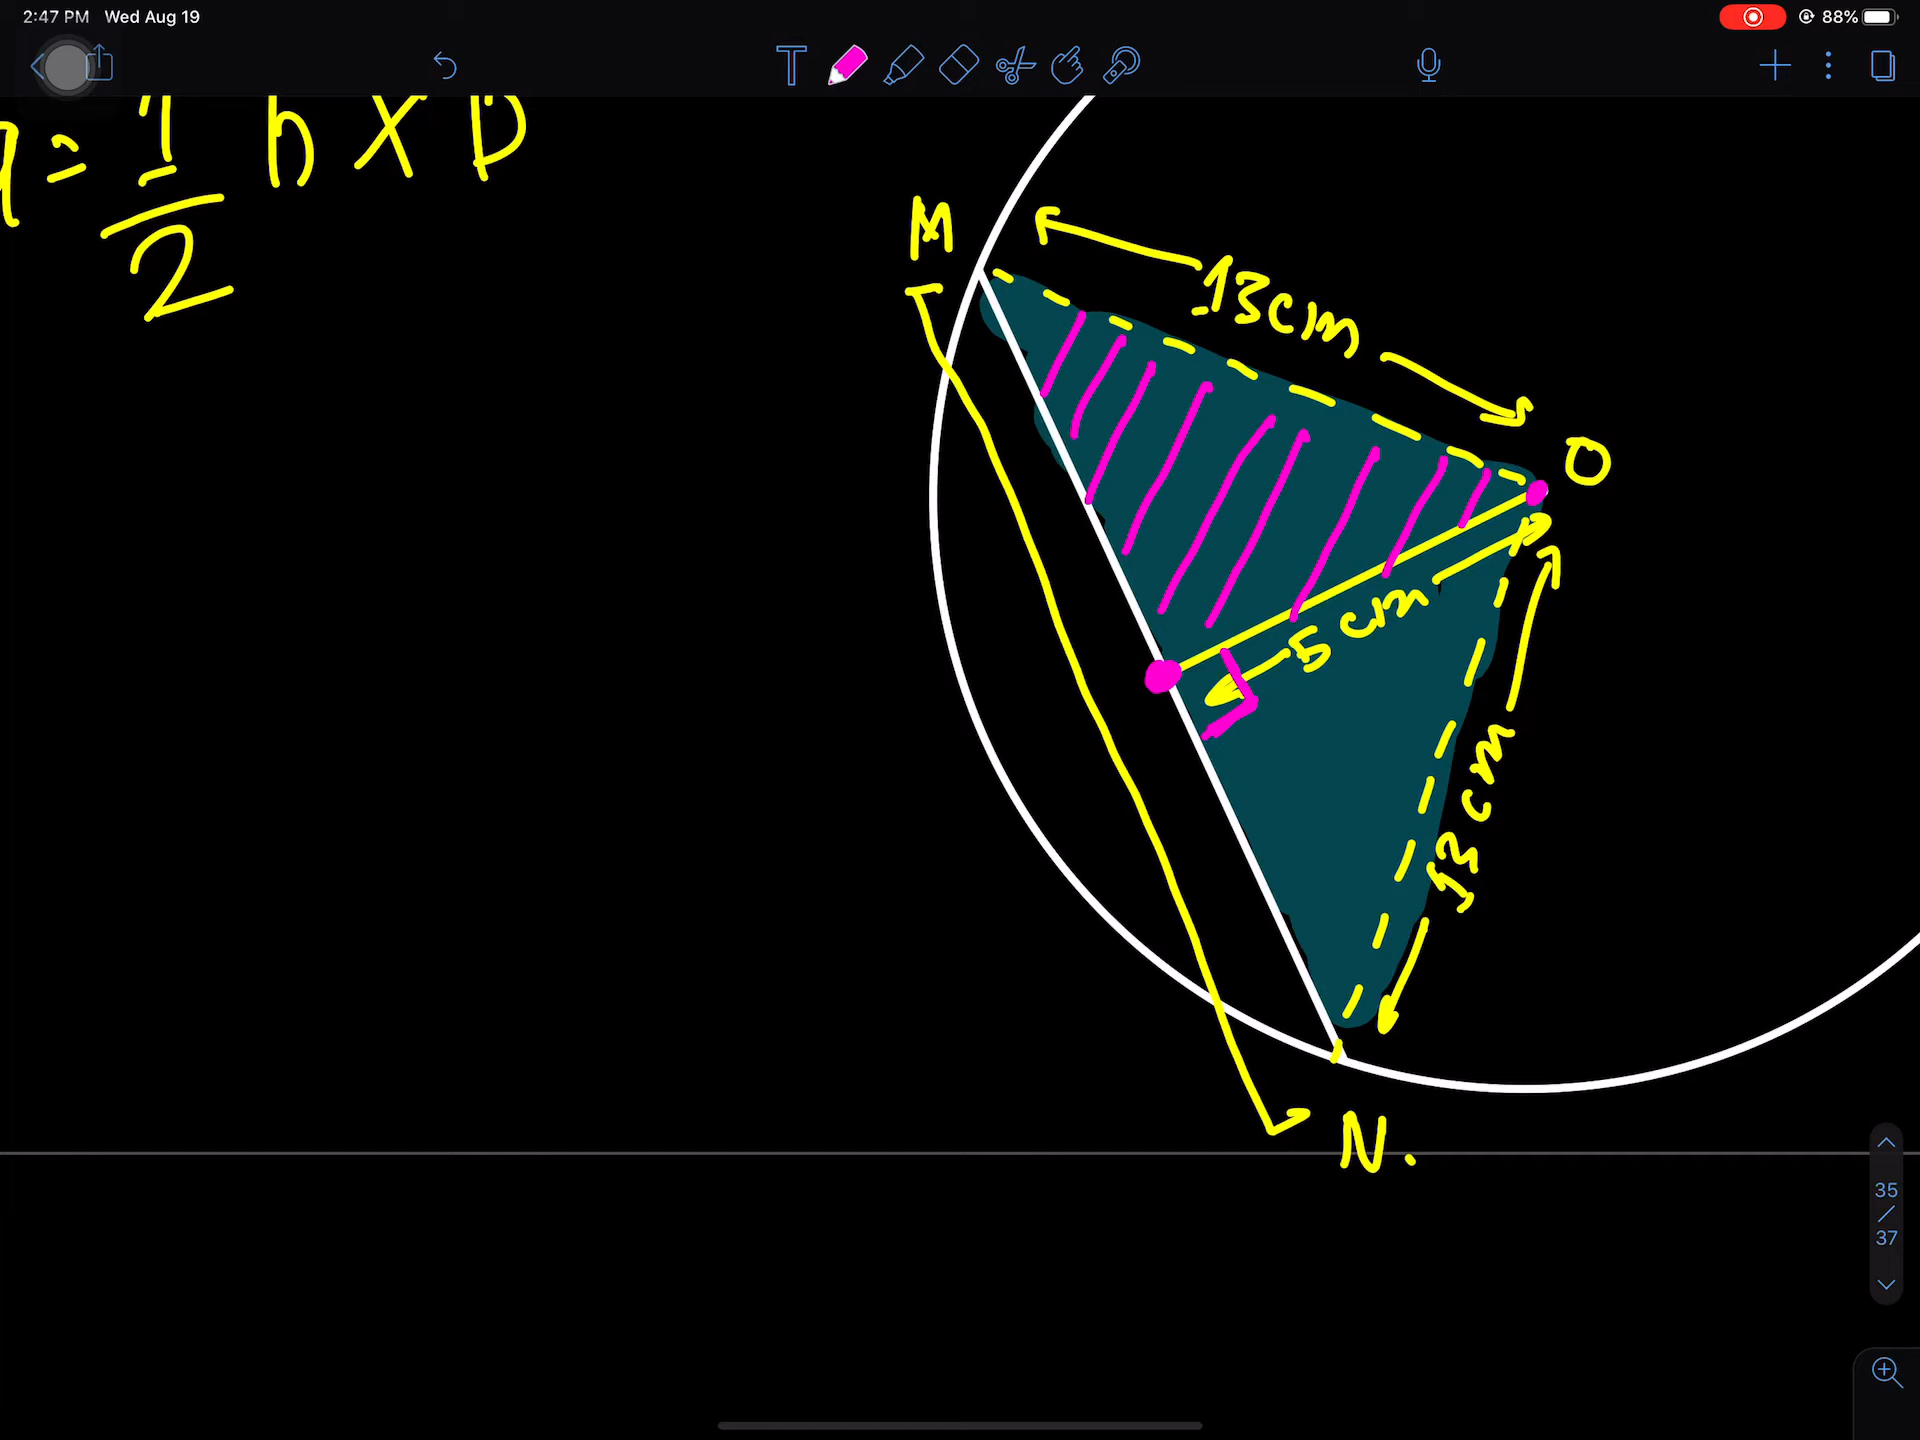 2:47 PM Wed Aug 19
88%
T
= 1/2 b × b
M
13cm
O
5 cm
13 cm
N.
35
/
37